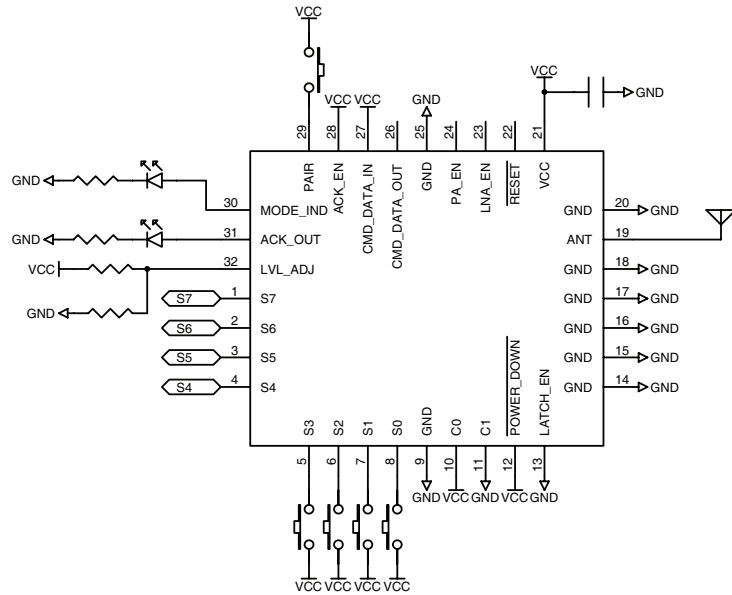 VCC
VCC VCC GND VCC
GND
29 28 27 26 25 24 23 22 21
PAIR ACK_EN CMD_DATA_IN CMD_DATA_OUT GND PA_EN LNA_EN RESET VCC
GND 30 MODE_IND GND 20 GND
GND 31 ACK_OUT ANT 19
VCC 32 LVL_ADJ GND 18 GND
GND S7 1 S7 GND 17 GND
S6 2 S6 GND 16 GND
S5 3 S5 GND 15 GND
S4 4 S4 GND 14 GND
S3 S2 S1 S0 GND C0 C1 POWER_DOWN LATCH_EN
5 6 7 8 9 10 11 12 13
GND VCC GND VCC GND
VCC VCC VCC VCC